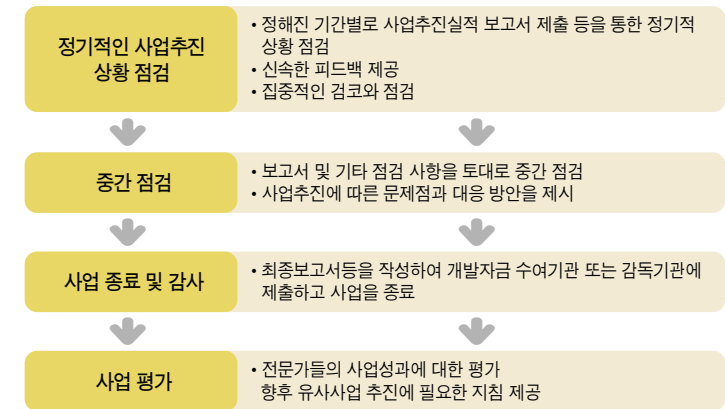 정기적인 사업추진
상황 점검
• 정해진 기간별로 사업추진실적 보고서 제출 등을 통한 정기적
상황 점검
• 신속한 피드백 제공
• 집중적인 검코와 점검
중간 점검
• 보고서 및 기타 점검 사항을 토대로 중간 점검
• 사업추진에 따른 문제점과 대응 방안을 제시
사업 종료 및 감사
• 최종보고서등을 작성하여 개발자금 수여기관 또는 감독기관에
제출하고 사업을 종료
사업 평가
• 전문가들의 사업성과에 대한 평가
향후 유사사업 추진에 필요한 지침 제공